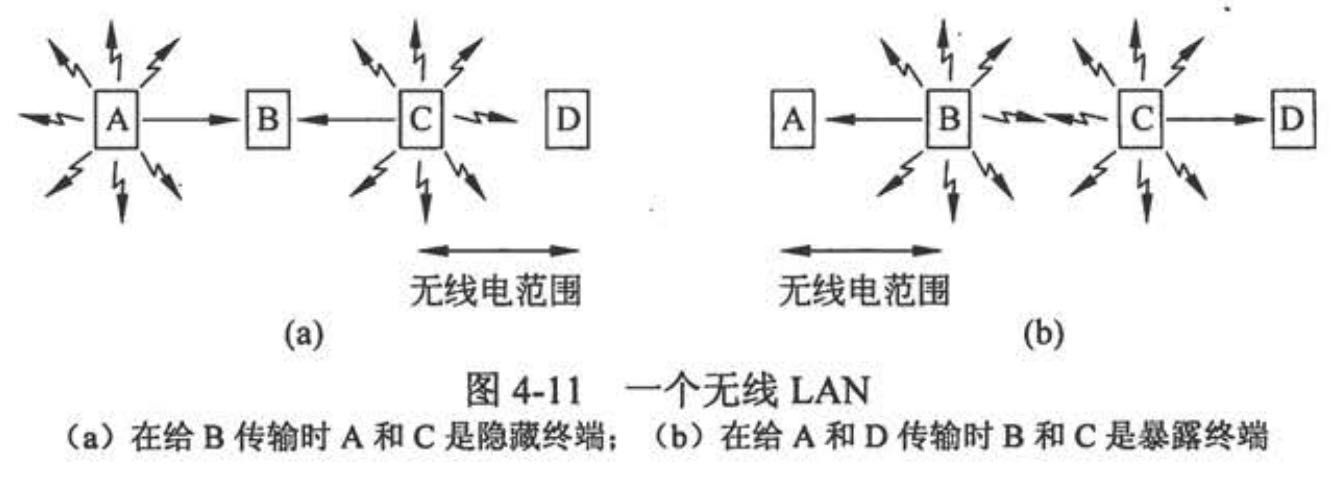 A B C D A B C D
无线电范围 无线电范围
(a) (b)
图 4-11 一个无线 LAN
（a）在给 B 传输时 A 和 C 是隐藏终端；（b）在给 A 和 D 传输时 B 和 C 是暴露终端